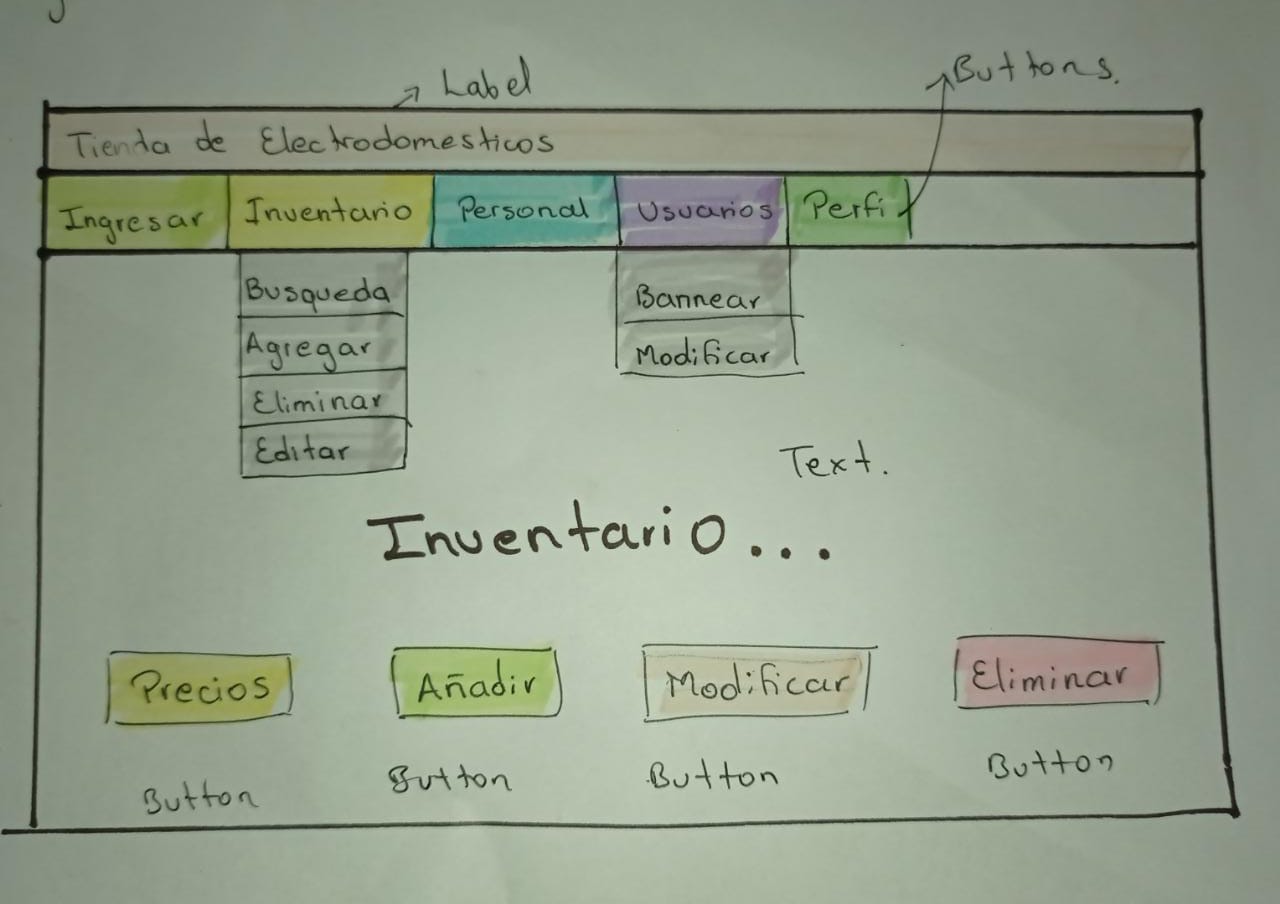 Label
Buttons.
Tienda de Electrodomesticos
Ingresar Inventario Personal Usuarios Perfil
Busqueda
Agregar
Eliminar
Editar
Bannear
Modificar
Text.
Inventario...
Precios Añadir Modificar Eliminar
Button Button Button Button